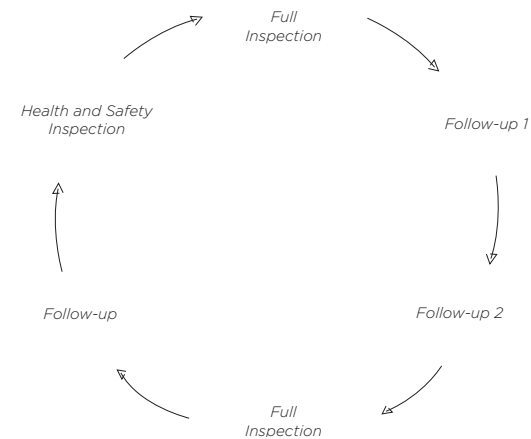 Full
Inspection
Follow-up 1
Follow-up 2
Full
Inspection
Follow-up
Health and Safety
Inspection